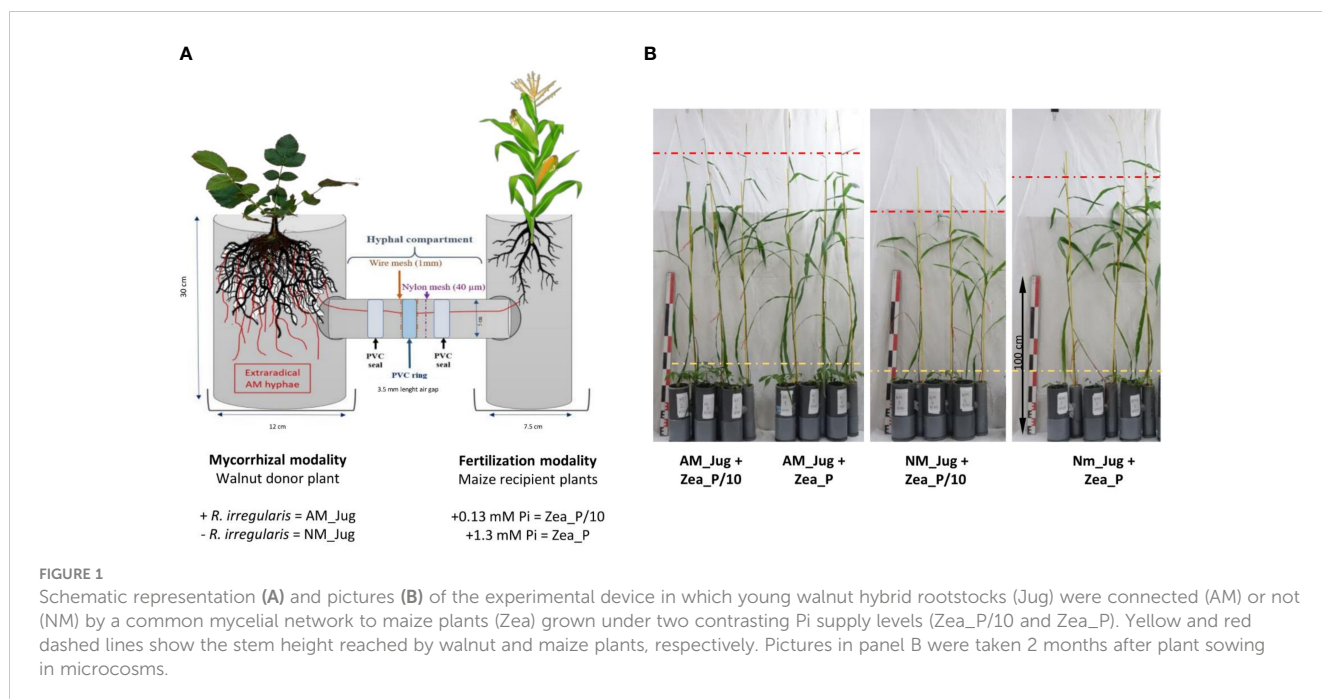 A
B
30 cm
Hyphal compartment
Wire mesh (1mm)
Nylon mesh (40 µm)
PVC
seal
PVC
seal
PVC ring
3.5 mm lenght air gap
Extraradical
AM hyphae
12 cm
7.5 cm
Mycorrhizal modality
Walnut donor plant
+ R. irregularis = AM_Jug
- R. irregularis = NM_Jug
Fertilization modality
Maize recipient plants
+0.13 mM Pi = Zea_P/10
+1.3 mM Pi = Zea_P
100 cm
AM_Jug +
Zea_P/10
AM_Jug +
Zea_P
NM_Jug +
Zea_P/10
Nm_Jug +
Zea_P
FIGURE 1
Schematic representation (A) and pictures (B) of the experimental device in which young walnut hybrid rootstocks (Jug) were connected (AM) or not
(NM) by a common mycelial network to maize plants (Zea) grown under two contrasting Pi supply levels (Zea_P/10 and Zea_P). Yellow and red
dashed lines show the stem height reached by walnut and maize plants, respectively. Pictures in panel B were taken 2 months after plant sowing
in microcosms.